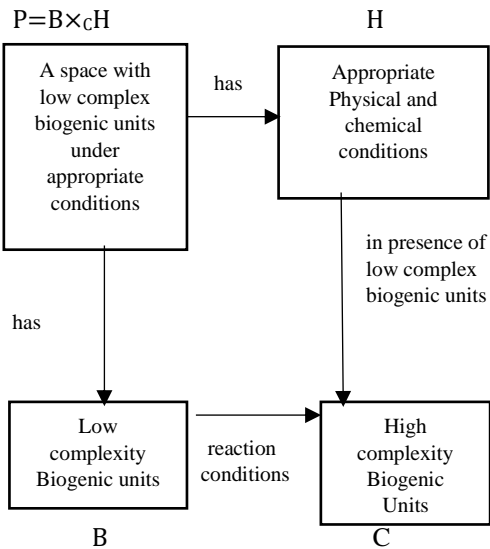 P=B×cH
H
A space with
low complex
biogenic units
under
appropriate
conditions
has
Appropriate
Physical and
chemical
conditions
in presence of
low complex
biogenic units
has
Low
complexity
Biogenic units
reaction
conditions
High
complexity
Biogenic
Units
B
C